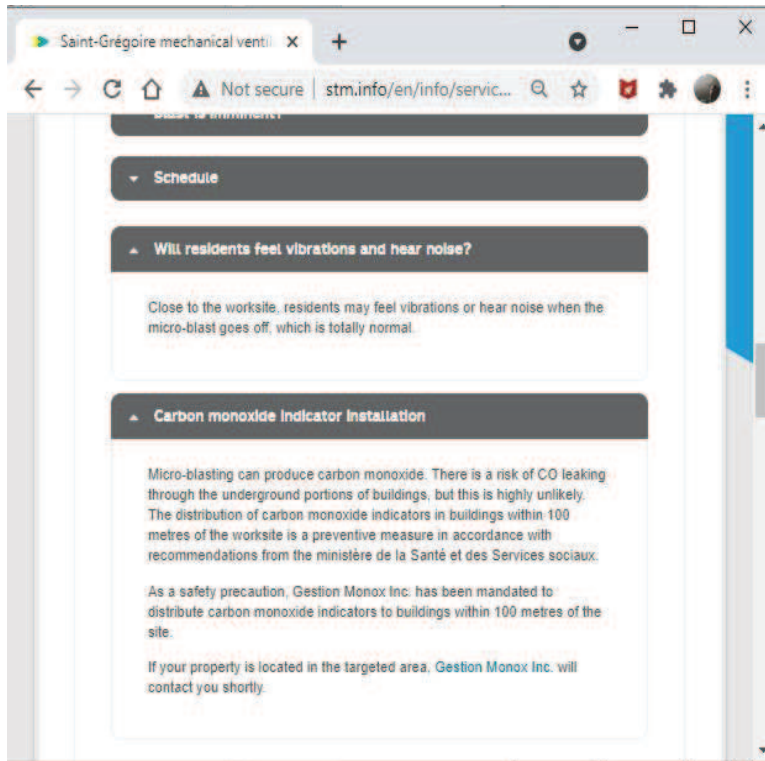 Saint-Grégoire mechanical venti
Not secure | stm.info/en/info/servic...
blast is imminent?
Schedule
Will residents feel vibrations and hear noise?
Close to the worksite, residents may feel vibrations or hear noise when the
micro-blast goes off, which is totally normal.
Carbon monoxide indicator installation
Micro-blasting can produce carbon monoxide. There is a risk of CO leaking
through the underground portions of buildings, but this is highly unlikely.
The distribution of carbon monoxide indicators in buildings within 100
metres of the worksite is a preventive measure in accordance with
recommendations from the ministère de la Santé et des Services sociaux.
As a safety precaution, Gestion Monox Inc. has been mandated to
distribute carbon monoxide indicators to buildings within 100 metres of the
site.
If your property is located in the targeted area, Gestion Monox Inc. will
contact you shortly.